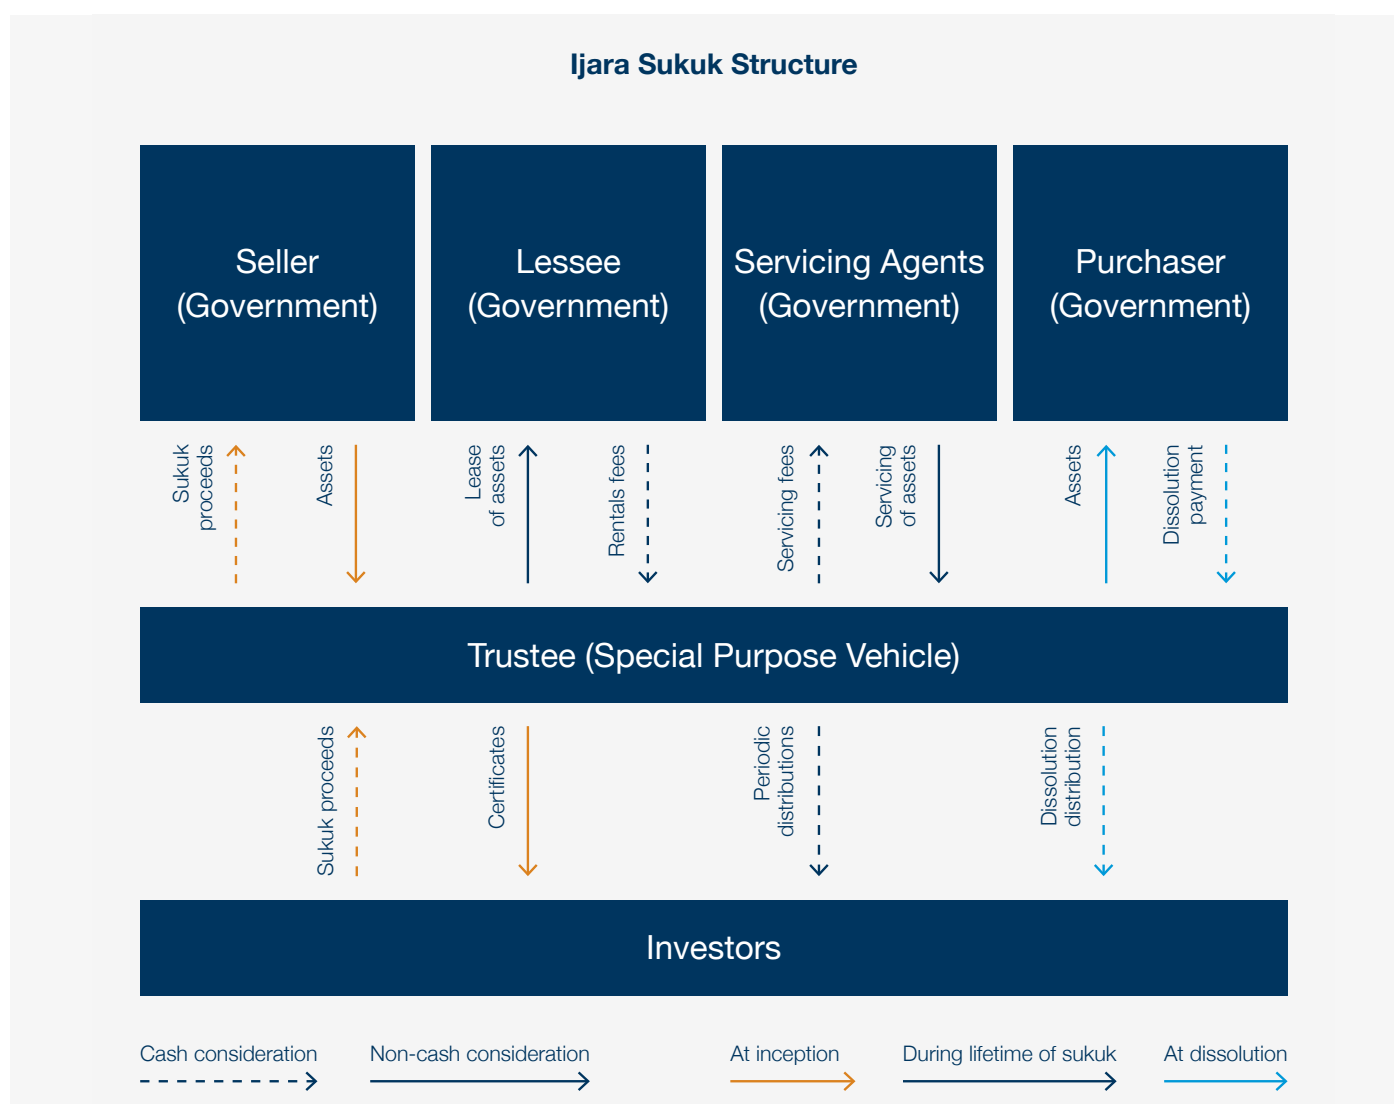 Ijara Sukuk Structure
Seller
(Government)
Lessee
(Government)
Servicing Agents
(Government)
Purchaser
(Government)
Sukuk
proceeds
Assets
Lease
of assets
Rentals fees
Servicing fees
Servicing
of assets
Assets
Dissolution
payment
Trustee (Special Purpose Vehicle)
Sukuk proceeds
Certificates
Periodic
distributions
Dissolution
distribution
Investors
Cash consideration
Non-cash consideration
At inception
During lifetime of sukuk
At dissolution